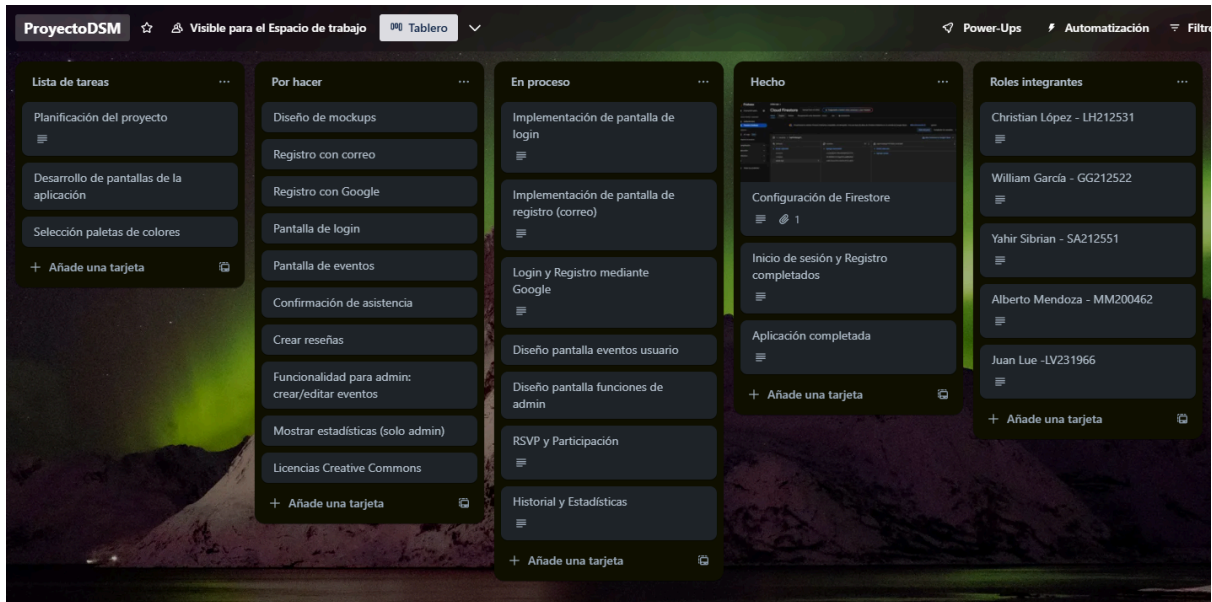 ProyectoDSM
Visible para el Espacio de trabajo
Tablero
Power-Ups
Automatización
Filtro
Lista de tareas
Planificación del proyecto
Desarrollo de pantallas de la
aplicación
Selección paletas de colores
+ Añade una tarjeta
Por hacer
Diseño de mockups
Registro con correo
Registro con Google
Pantalla de login
Pantalla de eventos
Confirmación de asistencia
Crear reseñas
Funcionalidad para admin:
crear/editar eventos
Mostrar estadísticas (solo admin)
Licencias Creative Commons
+ Añade una tarjeta
En proceso
Implementación de pantalla de
login
Implementación de pantalla de
registro (correo)
Login y Registro mediante
Google
Diseño pantalla eventos usuario
Diseño pantalla funciones de
admin
RSVP y Participación
Historial y Estadísticas
+ Añade una tarjeta
Hecho
Cloud Firestore
Configuración de Firestore
1
Inicio de sesión y Registro
completados
Aplicación completada
+ Añade una tarjeta
Roles integrantes
Christian López - LH212531
William García - GG212522
Yahir Sibrian - SA212551
Alberto Mendoza - MM200462
Juan Lue -LV231966
+ Añade una tarjeta